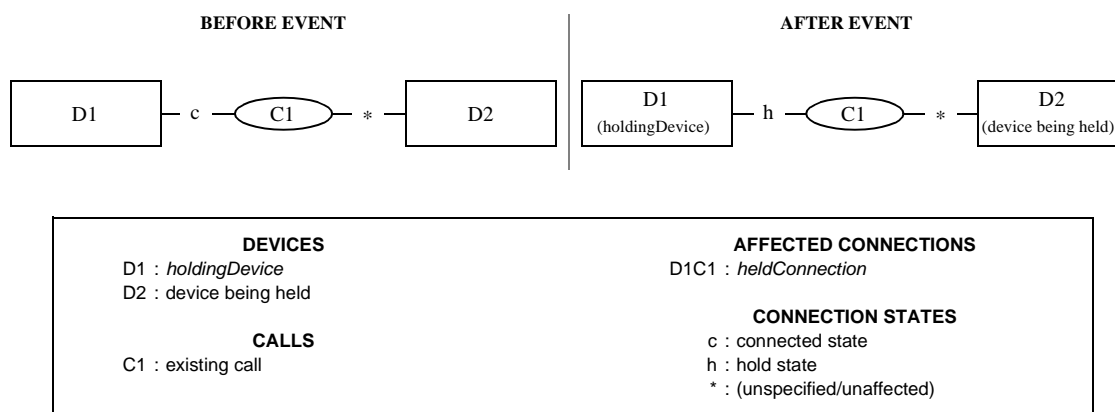 BEFORE EVENT
AFTER EVENT
D1 c C1 * D2
D1
(holdingDevice)
h C1 *
D2
(device being held)
DEVICES
D1 : holdingDevice
D2 : device being held
CALLS
C1 : existing call
AFFECTED CONNECTIONS
D1C1 : heldConnection
CONNECTION STATES
c : connected state
h : hold state
* : (unspecified/unaffected)